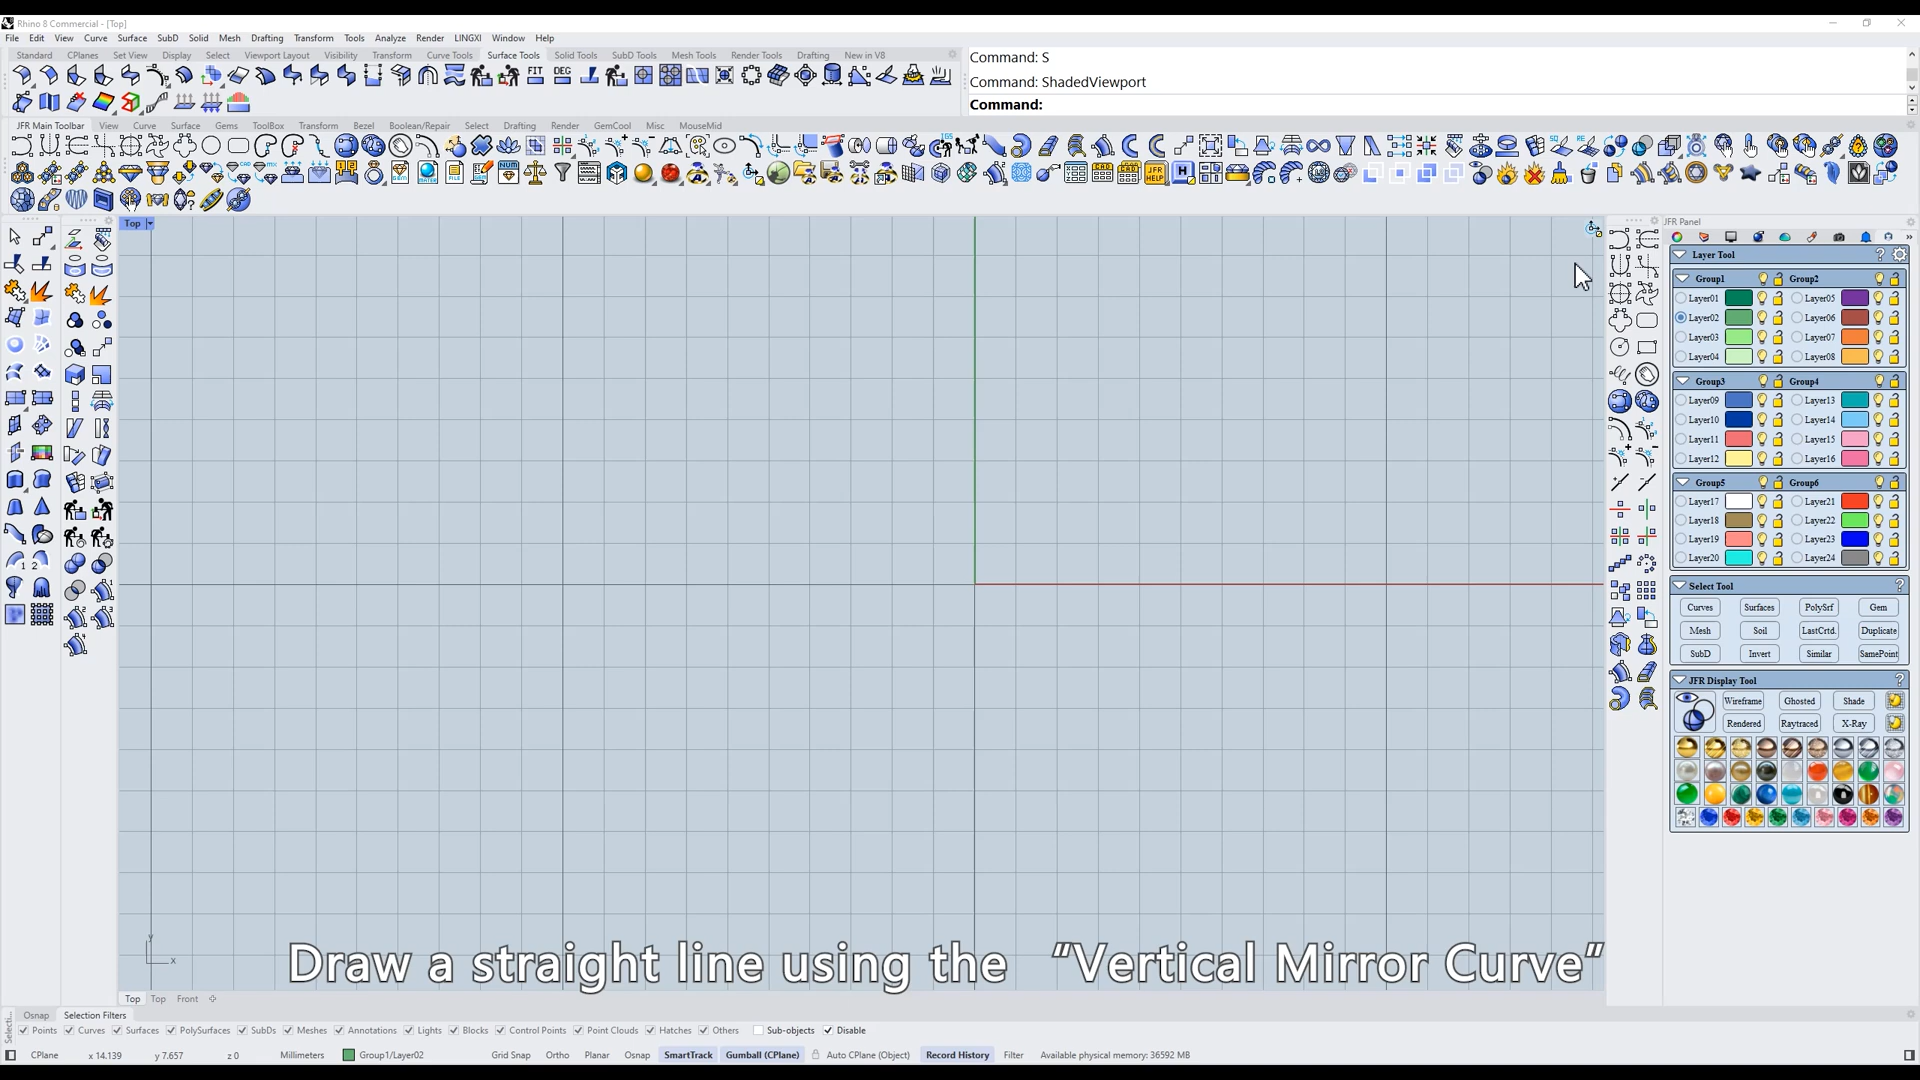 Rhino 8 Commercial - [Top]
File Edit View Curve Surface SubD Solid Mesh Drafting Transform Tools Analyze Render LINGXI Window Help
Standard CPlanes Set View Display Select Viewport Layout Visibility Transform Curve Tools Surface Tools Solid Tools SubD Tools Mesh Tools Render Tools Drafting New in V8
Command: S
Command: ShadedViewport
Command:
FIT DEG
JFR Main Toolbar View Curve Surface Gems ToolBox Transform Bezel Boolean/Repair Select Drafting Render GemCool Misc MouseMid
Top
JFR Panel
Layer Tool ?
Group1 Group2
Layer01 Layer05
Layer02 Layer06
Layer03 Layer07
Layer04 Layer08
Group3 Group4
Layer09 Layer13
Layer10 Layer14
Layer11 Layer15
Layer12 Layer16
Group5 Group6
Layer17 Layer21
Layer18 Layer22
Layer19 Layer23
Layer20 Layer24
Select Tool ?
Curves Surfaces PolySrf Gem
Mesh Soil LastCrtd. Duplicate
SubD Invert Similar SamePoint
JFR Display Tool ?
Wireframe Ghosted Shade
Rendered Raytraced X-Ray
y
x
Draw a straight line using the "Vertical Mirror Curve"
Top Top Front
Osnap Selection Filters
Points Curves Surfaces PolySurfaces SubDs Meshes Annotations Lights Blocks Control Points Point Clouds Hatches Others Sub-objects Disable
CPlane x 14.139 y 7.657 z 0 Millimeters Group1/Layer02 Grid Snap Ortho Planar Osnap SmartTrack Gumball (CPlane) Auto CPlane (Object) Record History Filter Available physical memory: 36592 MB